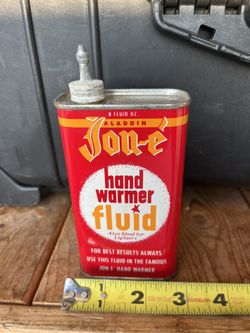 8 FLUID OZ.
ALADDIN
Jon-e
hand
warmer
fluid
Also Ideal for
Lighters
FOR BEST RESULTS ALWAYS
USE THIS FLUID IN THE FAMOUS
JON E HAND WARMER
1 2 3 4